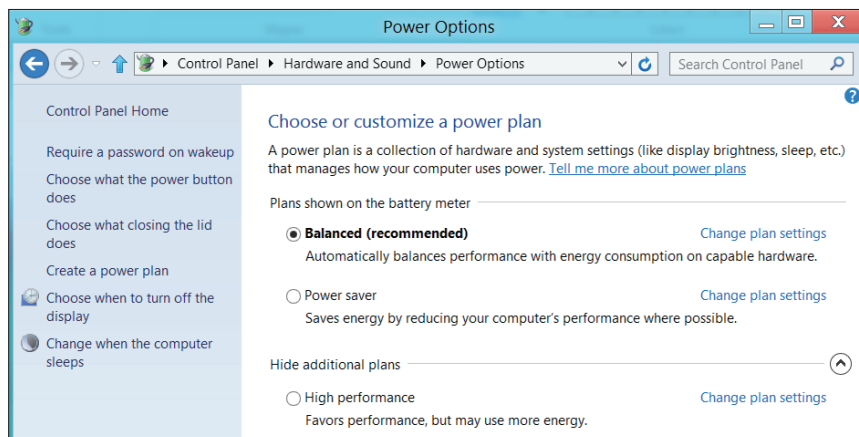 Power Options
Control Panel Hardware and Sound Power Options
Search Control Panel
Control Panel Home
Require a password on wakeup
Choose what the power button
does
Choose what closing the lid
does
Create a power plan
Choose when to turn off the
display
Change when the computer
sleeps
Choose or customize a power plan
A power plan is a collection of hardware and system settings (like display brightness, sleep, etc.)
that manages how your computer uses power. Tell me more about power plans
Plans shown on the battery meter
Balanced (recommended) Change plan settings
Automatically balances performance with energy consumption on capable hardware.
Power saver Change plan settings
Saves energy by reducing your computer's performance where possible.
Hide additional plans
High performance Change plan settings
Favors performance, but may use more energy.